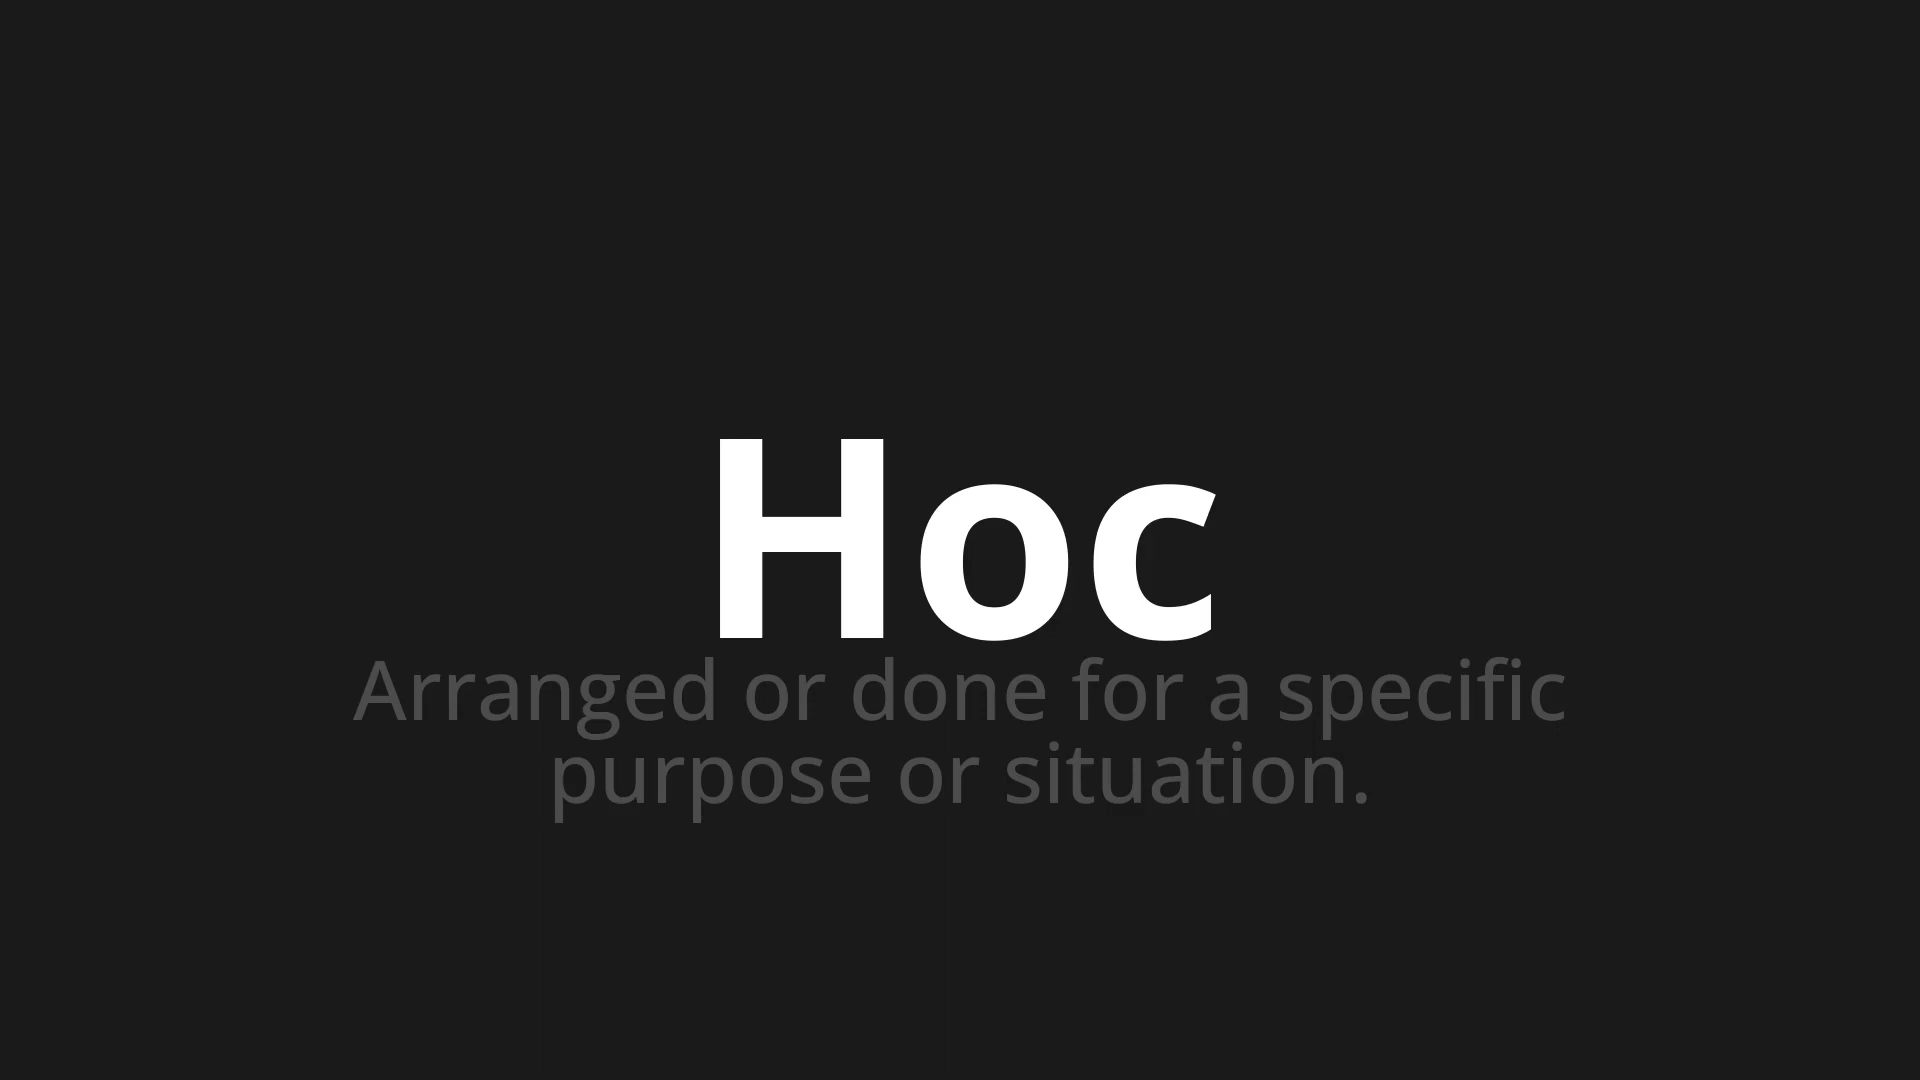 Hoc
Arranged or done for a specific
purpose or situation.